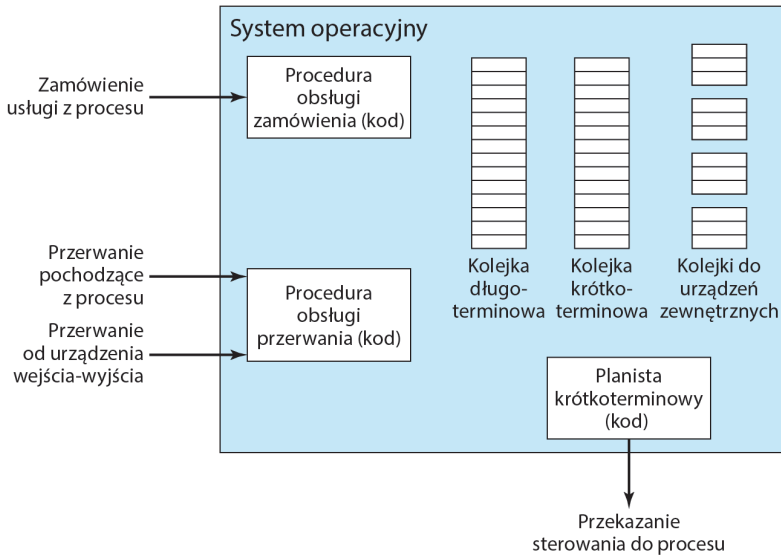 System operacyjny
Zamówienie
usługi z procesu
Procedura
obsługi
zamówienia (kod)
Przerwanie
pochodzące
z procesu
Przerwanie
od urządzenia
wejścia-wyjścia
Procedura
obsługi
przerwania (kod)
Kolejka
długo-
terminowa
Kolejka
krótko-
terminowa
Kolejki do
urządzeń
zewnętrznych
Planista
krótkoterminowy
(kod)
Przekazanie
sterowania do procesu